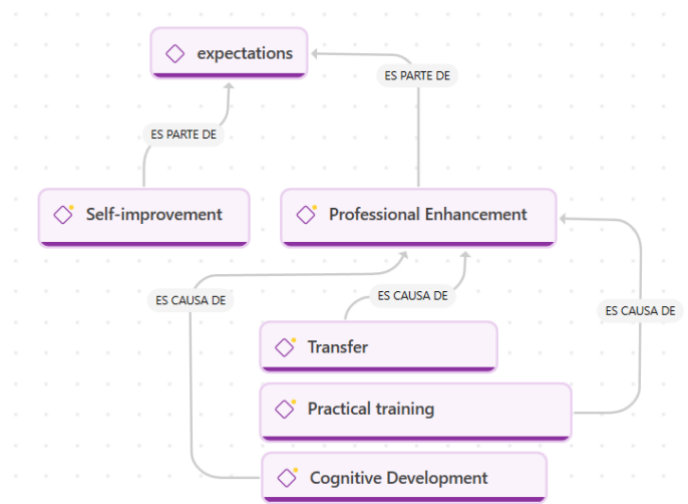 expectations
ES PARTE DE
ES PARTE DE
Self-improvement
Professional Enhancement
ES CAUSA DE
ES CAUSA DE
ES CAUSA DE
Transfer
Practical training
Cognitive Development